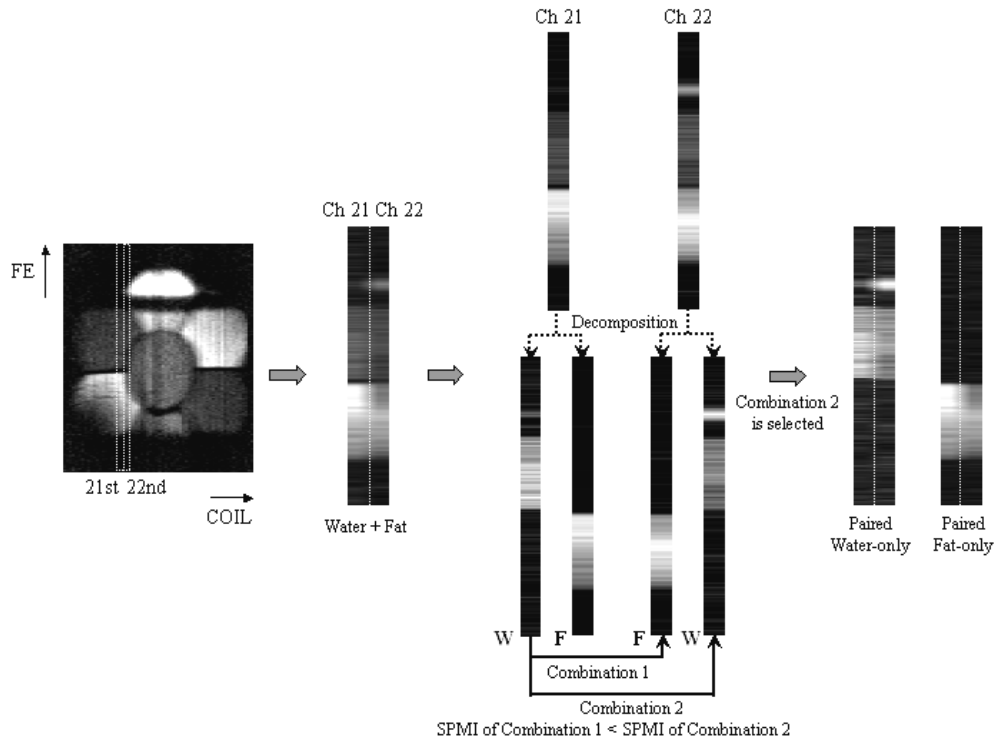 Ch 21
Ch 22
Ch 21 Ch 22
FE
21st 22nd
COIL
Water + Fat
Decomposition
W
F
F
W
Combination 1
Combination 2
SPMI of Combination 1 < SPMI of Combination 2
Combination 2
is selected
Paired
Water-only
Paired
Fat-only